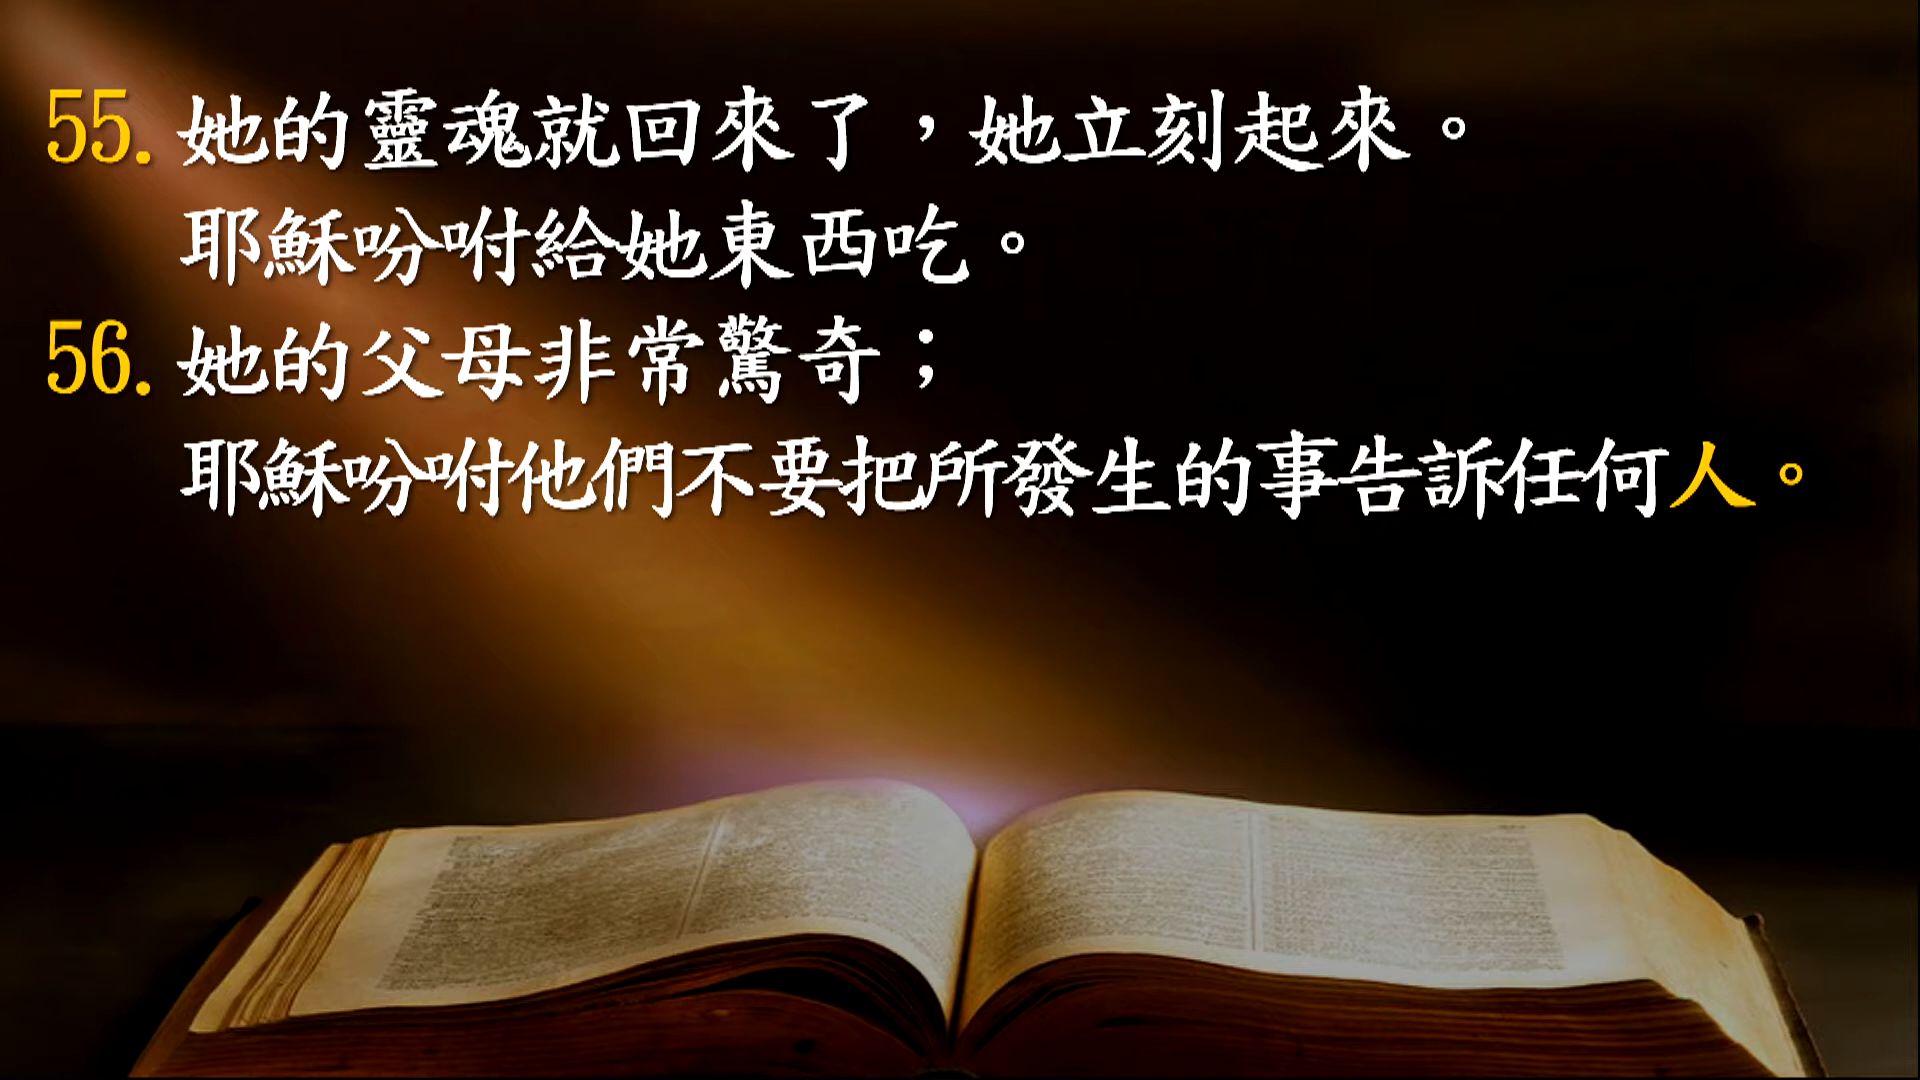 55. 她的靈魂就回來了，她立刻起來。
耶穌吩咐給她東西吃。
56. 她的父母非常驚奇；
耶穌吩咐他們不要把所發生的事告訴任何人。